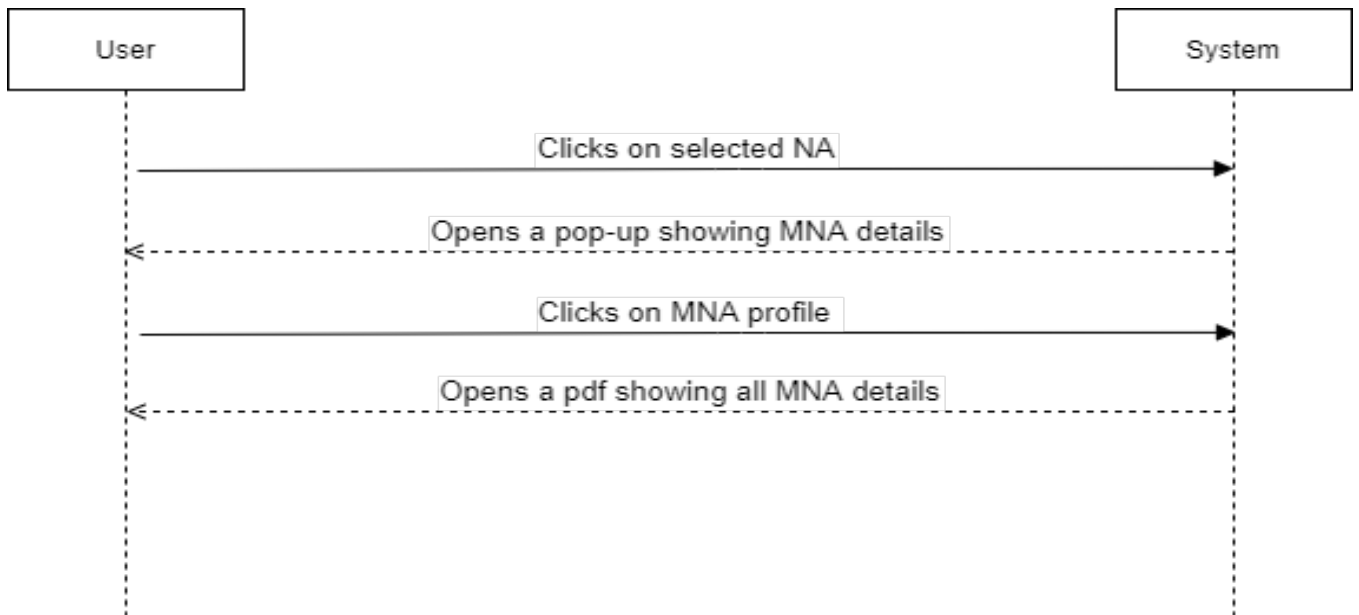 User
System
Clicks on selected NA
Opens a pop-up showing MNA details
Clicks on MNA profile
Opens a pdf showing all MNA details